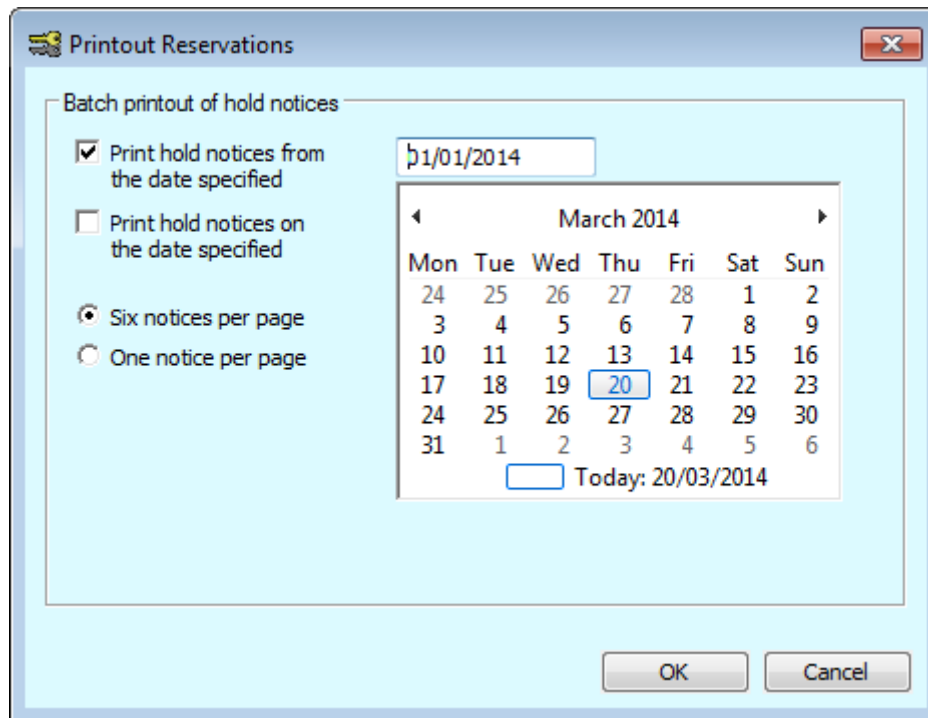 Printout Reservations
Batch printout of hold notices
Print hold notices from
the date specified
01/01/2014
Print hold notices on
the date specified
Six notices per page
One notice per page
March 2014
Mon Tue Wed Thu Fri Sat Sun
24 25 26 27 28 1 2
3 4 5 6 7 8 9
10 11 12 13 14 15 16
17 18 19 20 21 22 23
24 25 26 27 28 29 30
31 1 2 3 4 5 6
Today: 20/03/2014
OK Cancel